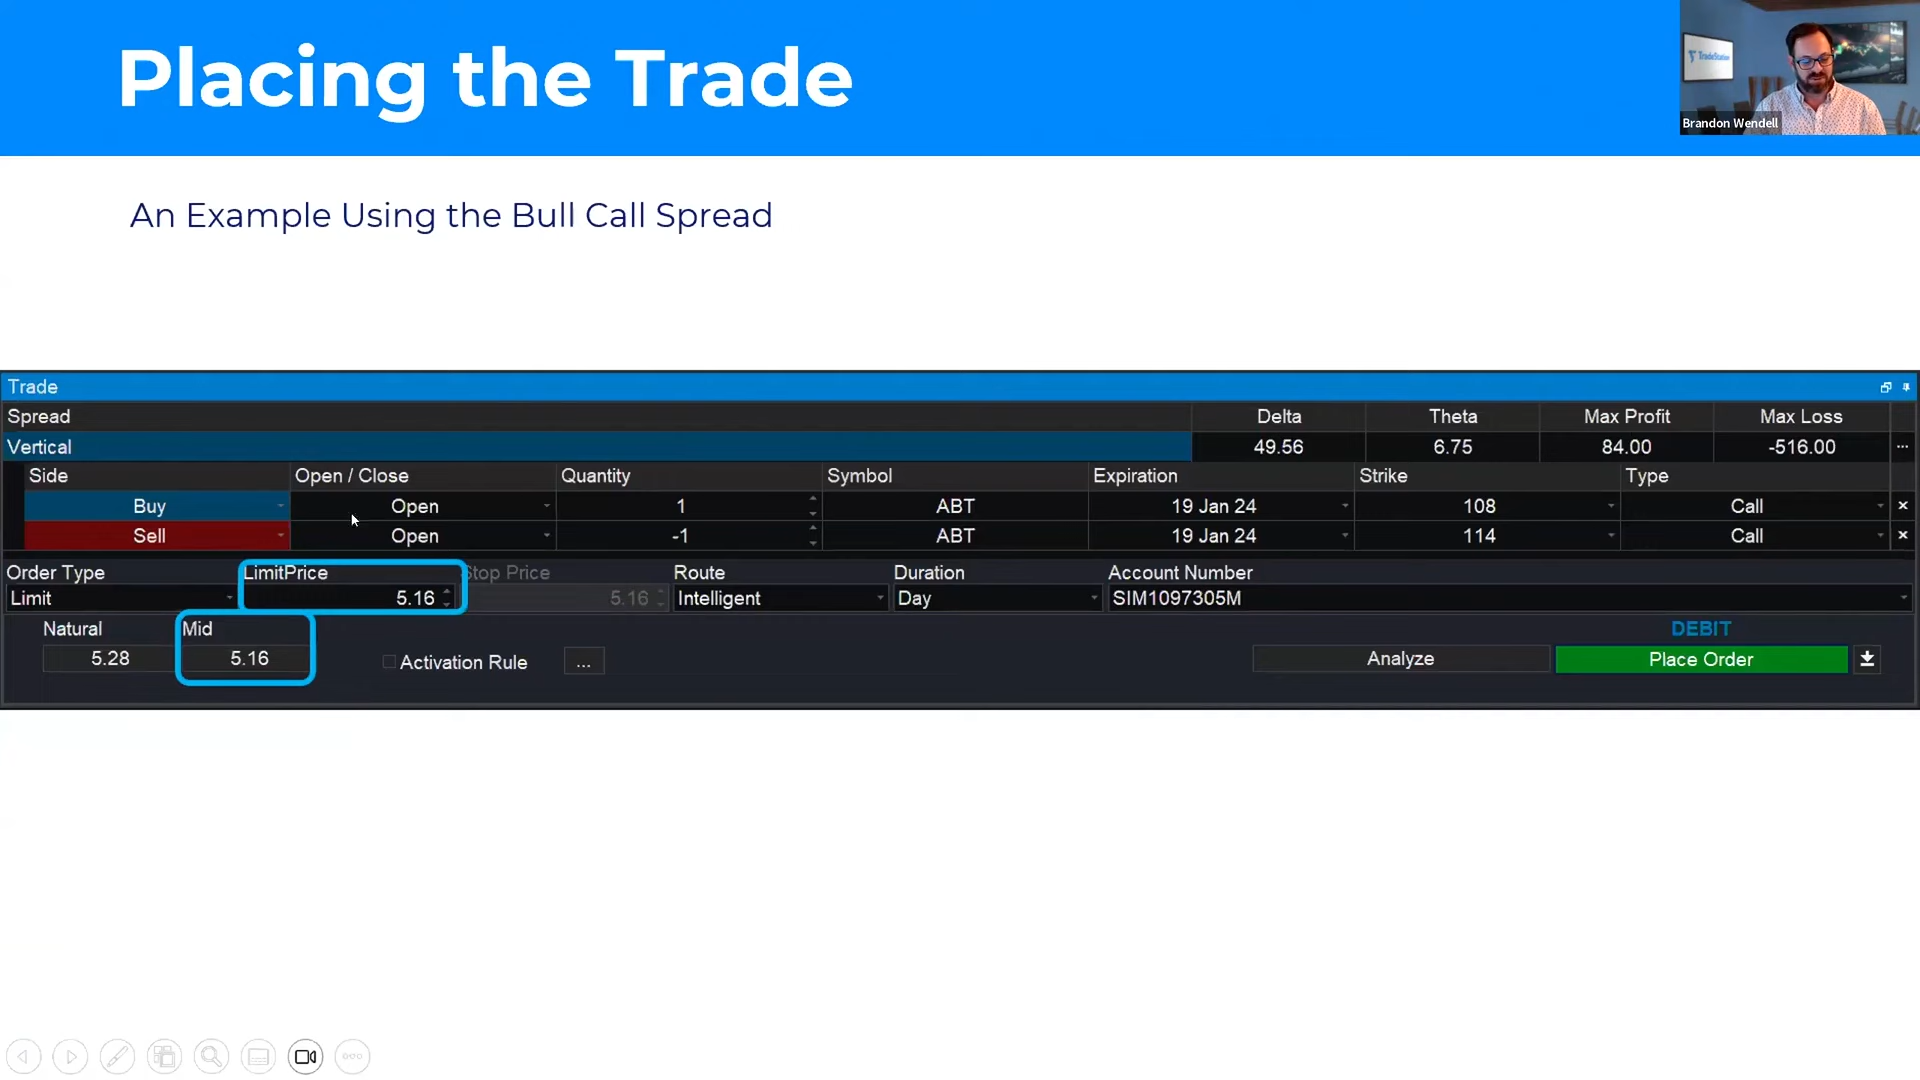 Placing the Trade
TradeStation
Brandon Wendell
An Example Using the Bull Call Spread
Trade
Spread Delta Theta Max Profit Max Loss
Vertical 49.56 6.75 84.00 -516.00 ...
Side Open / Close Quantity Symbol Expiration Strike Type
Buy Open 1 ABT 19 Jan 24 108 Call
Sell Open -1 ABT 19 Jan 24 114 Call
Order Type LimitPrice Stop Price Route Duration Account Number
Limit 5.16 5.16 Intelligent Day SIM1097305M
Natural Mid DEBIT
5.28 5.16 Activation Rule ... Analyze Place Order